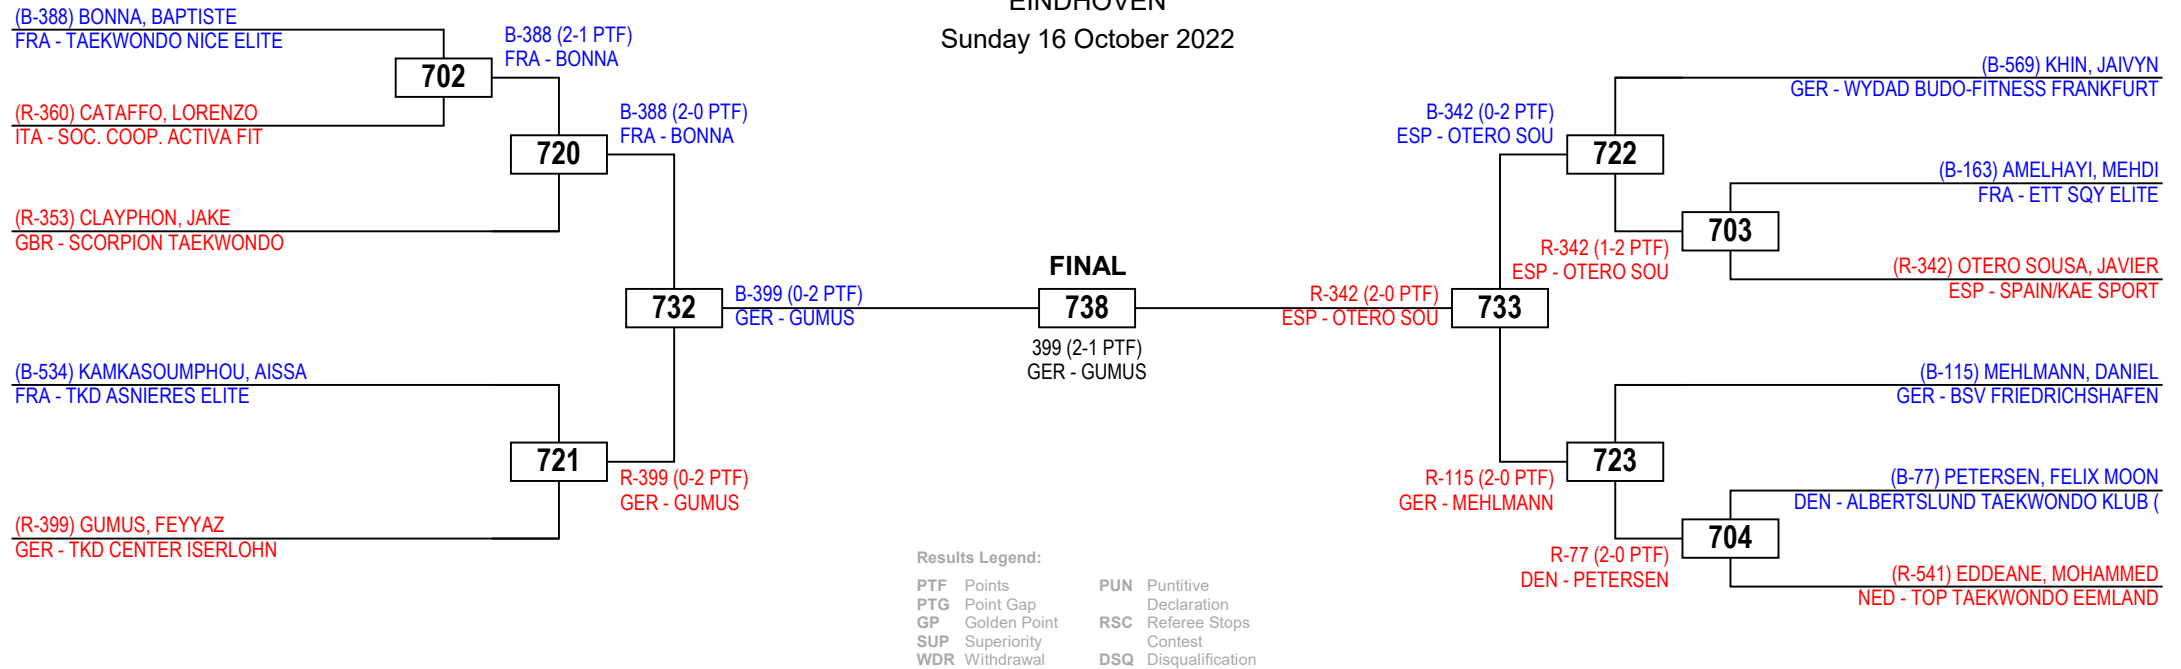 EINDHOVEN
Sunday 16 October 2022
(B-388) BONNA, BAPTISTE
FRA - TAEKWONDO NICE ELITE
702
B-388 (2-1 PTF)
FRA - BONNA
(R-360) CATAFFO, LORENZO
ITA - SOC. COOP. ACTIVA FIT
B-388 (2-0 PTF)
FRA - BONNA
720
(R-353) CLAYPHON, JAKE
GBR - SCORPION TAEKWONDO
732
B-399 (0-2 PTF)
GER - GUMUS
(B-534) KAMKASOUMPHOU, AISSA
FRA - TKD ASNIERES ELITE
721
R-399 (0-2 PTF)
GER - GUMUS
(R-399) GUMUS, FEYYAZ
GER - TKD CENTER ISERLOHN
FINAL
738
399 (2-1 PTF)
GER - GUMUS
(B-569) KHIN, JAIVYN
GER - WYDAD BUDO-FITNESS FRANKFURT
B-342 (0-2 PTF)
ESP - OTERO SOU
722
(B-163) AMELHAYI, MEHDI
FRA - ETT SQY ELITE
703
R-342 (1-2 PTF)
ESP - OTERO SOU
(R-342) OTERO SOUSA, JAVIER
ESP - SPAIN/KAE SPORT
R-342 (2-0 PTF)
ESP - OTERO SOU
733
(B-115) MEHLMANN, DANIEL
GER - BSV FRIEDRICHSHAFEN
723
R-115 (2-0 PTF)
GER - MEHLMANN
(B-77) PETERSEN, FELIX MOON
DEN - ALBERTSLUND TAEKWONDO KLUB (
704
R-77 (2-0 PTF)
DEN - PETERSEN
(R-541) EDDEANE, MOHAMMED
NED - TOP TAEKWONDO EEMLAND
Results Legend:
PTF Points PUN Puntitive
PTG Point Gap Declaration
GP Golden Point RSC Referee Stops
SUP Superiority Contest
WDR Withdrawal DSQ Disqualification